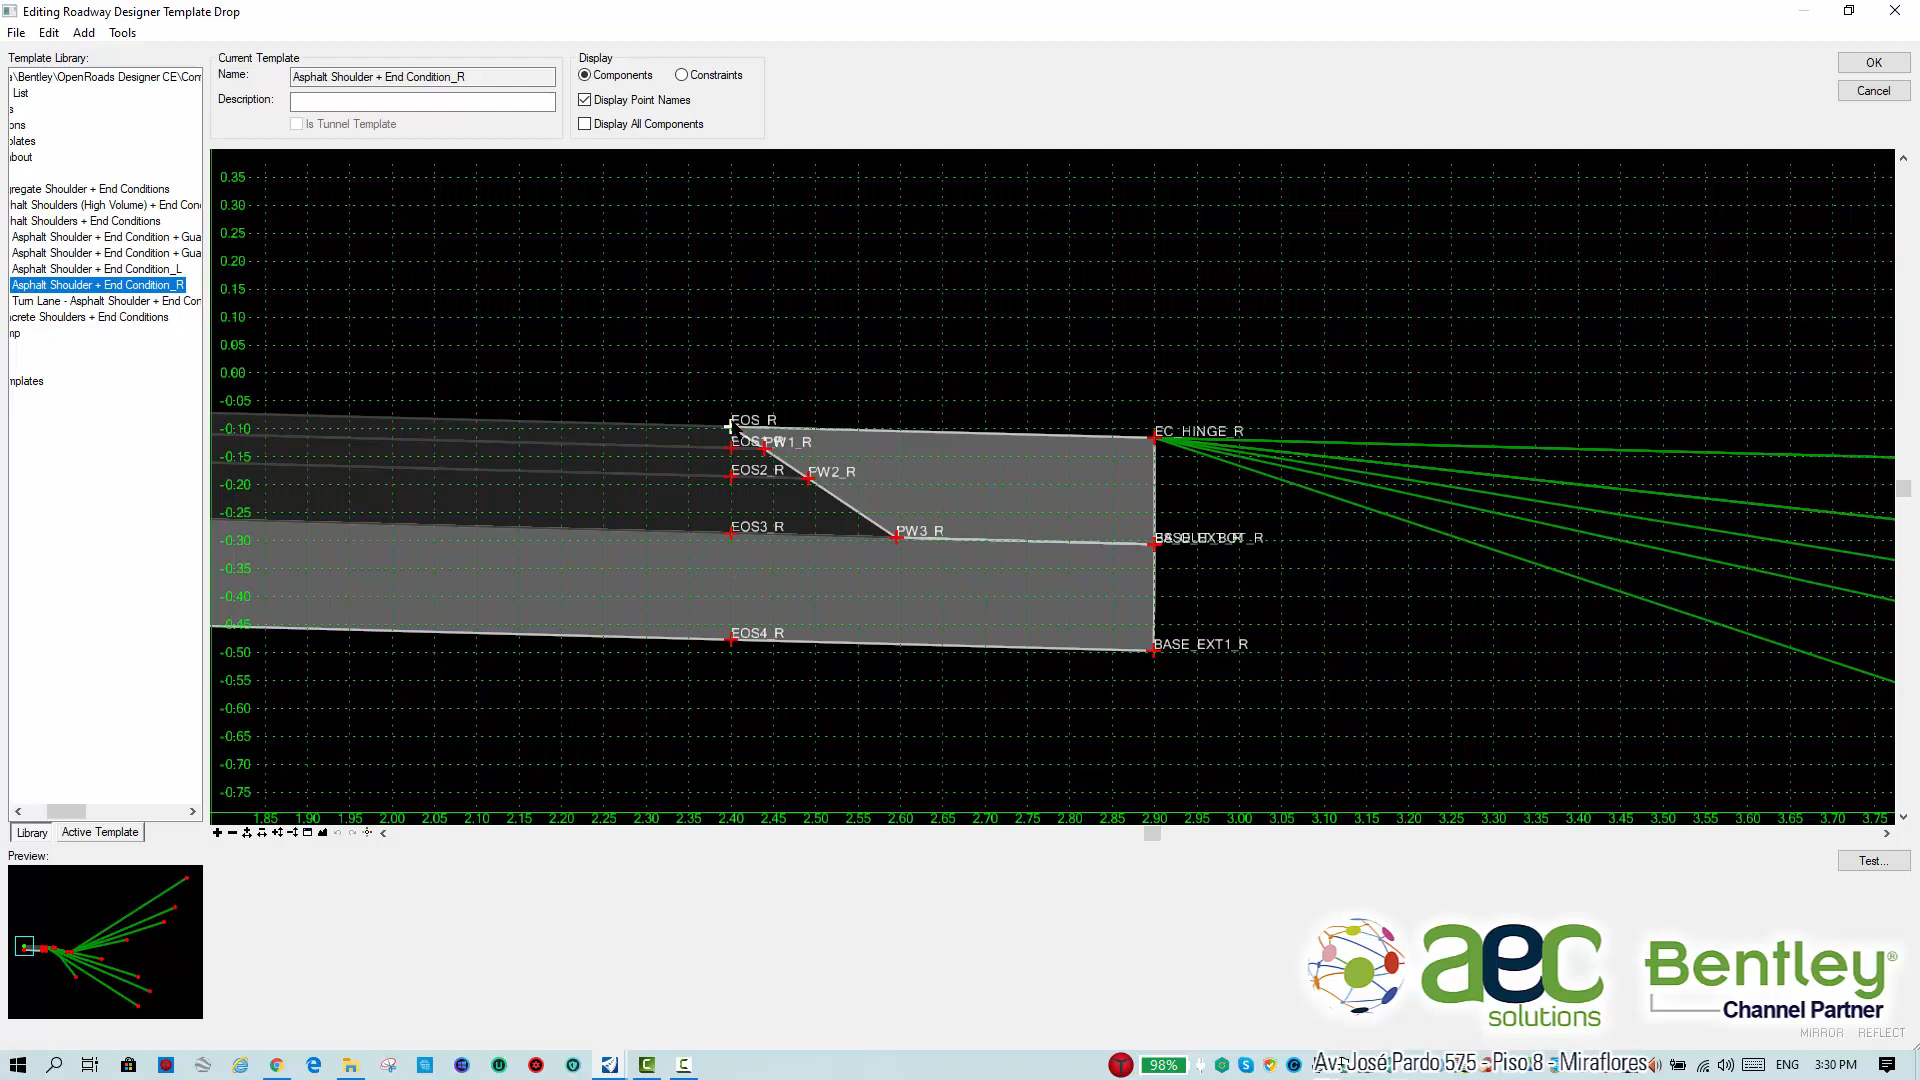 Editing Roadway Designer Template Drop
File Edit Add Tools
Template Library:
a\Bentley\OpenRoads Designer CE\Con
List
s
ons
plates
about
regate Shoulder + End Conditions
halt Shoulders (High Volume) + End Con
halt Shoulders + End Conditions
Asphalt Shoulder + End Condition + Gua
Asphalt Shoulder + End Condition + Gua
Asphalt Shoulder + End Condition_L
Asphalt Shoulder + End Condition_R
Turn Lane - Asphalt Shoulder + End Con
ncrete Shoulders + End Conditions
mp
mplates
Library Active Template
Preview:
Current Template
Name: Asphalt Shoulder + End Condition_R
Description:
Is Tunnel Template
Display
Components Constraints
Display Point Names
Display All Components
OK
Cancel
0.35
0.30
0.25
0.20
0.15
0.10
0.05
0.00
-0.05
-0.10
-0.15
-0.20
-0.25
-0.30
-0.35
-0.40
-0.45
-0.50
-0.55
-0.60
-0.65
-0.70
-0.75
EOS_R
PW1_R
EOS2_R
PW2_R
EOS3_R
PW3_R
EOS4_R
EC_HINGE_R
BASE_EXT1_R
1.85 1.90 1.95 2.00 2.05 2.10 2.15 2.20 2.25 2.30 2.35 2.40 2.45 2.50 2.55 2.60 2.65 2.70 2.75 2.80 2.85 2.90 2.95 3.00 3.05 3.10 3.15 3.20 3.25 3.30 3.35 3.40 3.45 3.50 3.55 3.60 3.65 3.70 3.75
Test...
aec
solutions
Bentley®
Channel Partner
MIRROR REFLECT
98%
Av. José Pardo 575 - Piso 8 - Miraflores
ENG 3:30 PM